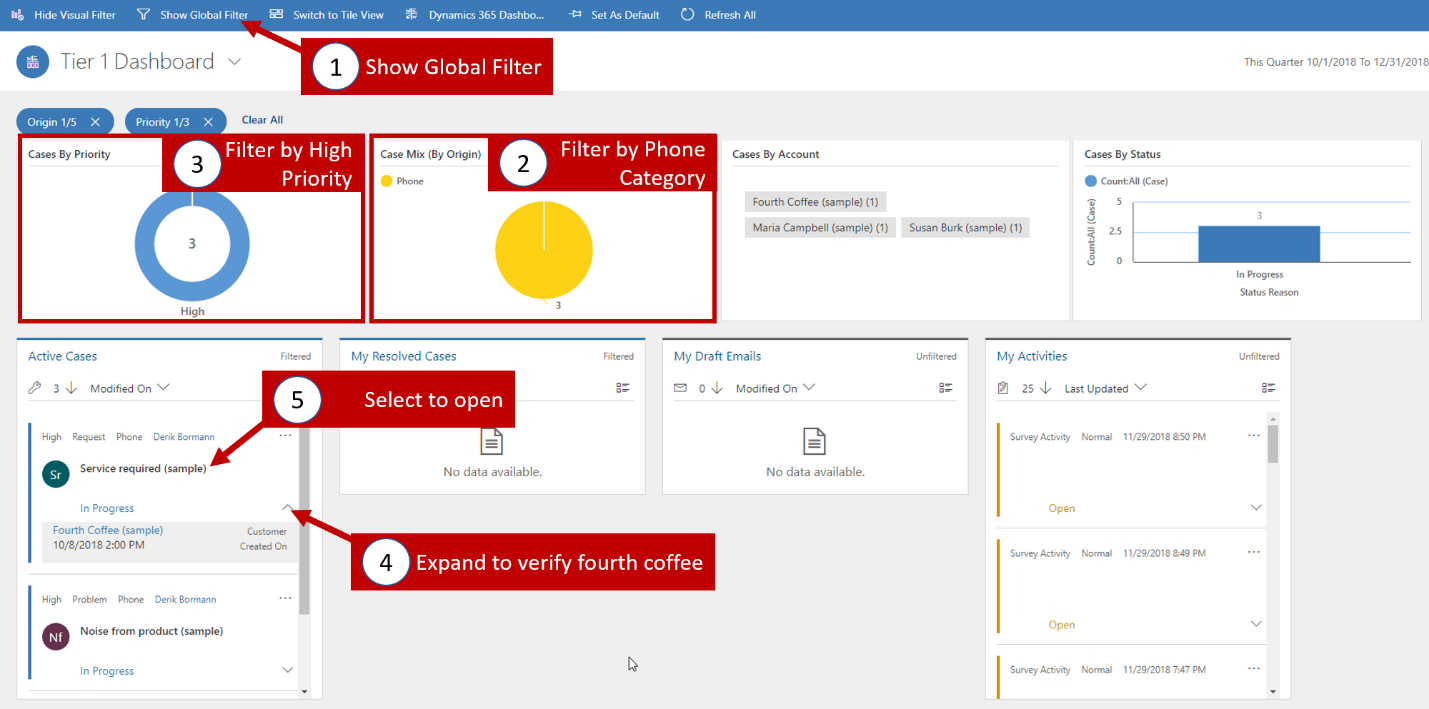 Hide Visual Filter
Show Global Filter
Switch to Tile View
Dynamics 365 Dashbo...
Set As Default
Refresh All
Tier 1 Dashboard
1 Show Global Filter
This Quarter 10/1/2018 To 12/31/2018
Origin 1/5
Priority 1/3
Clear All
Cases By Priority
3
Filter by High
Priority
3
High
Case Mix (By Origin)
2
Filter by Phone
Category
Phone
3
Cases By Account
Fourth Coffee (sample) (1)
Maria Campbell (sample) (1)
Susan Burk (sample) (1)
Cases By Status
Count:All (Case)
Count:All (Case)
5
2.5
0
3
In Progress
Status Reason
Active Cases
Filtered
3
Modified On
5 Select to open
High Request Phone Derik Bormann
Sr
Service required (sample)
In Progress
Fourth Coffee (sample)
Customer
10/8/2018 2:00 PM
Created On
4 Expand to verify fourth coffee
High Problem Phone Derik Bormann
Nf
Noise from product (sample)
In Progress
My Resolved Cases
Filtered
No data available.
My Draft Emails
Unfiltered
0
Modified On
No data available.
My Activities
Unfiltered
25
Last Updated
Survey Activity Normal 11/29/2018 8:50 PM
Open
Survey Activity Normal 11/29/2018 8:49 PM
Open
Survey Activity Normal 11/29/2018 7:47 PM